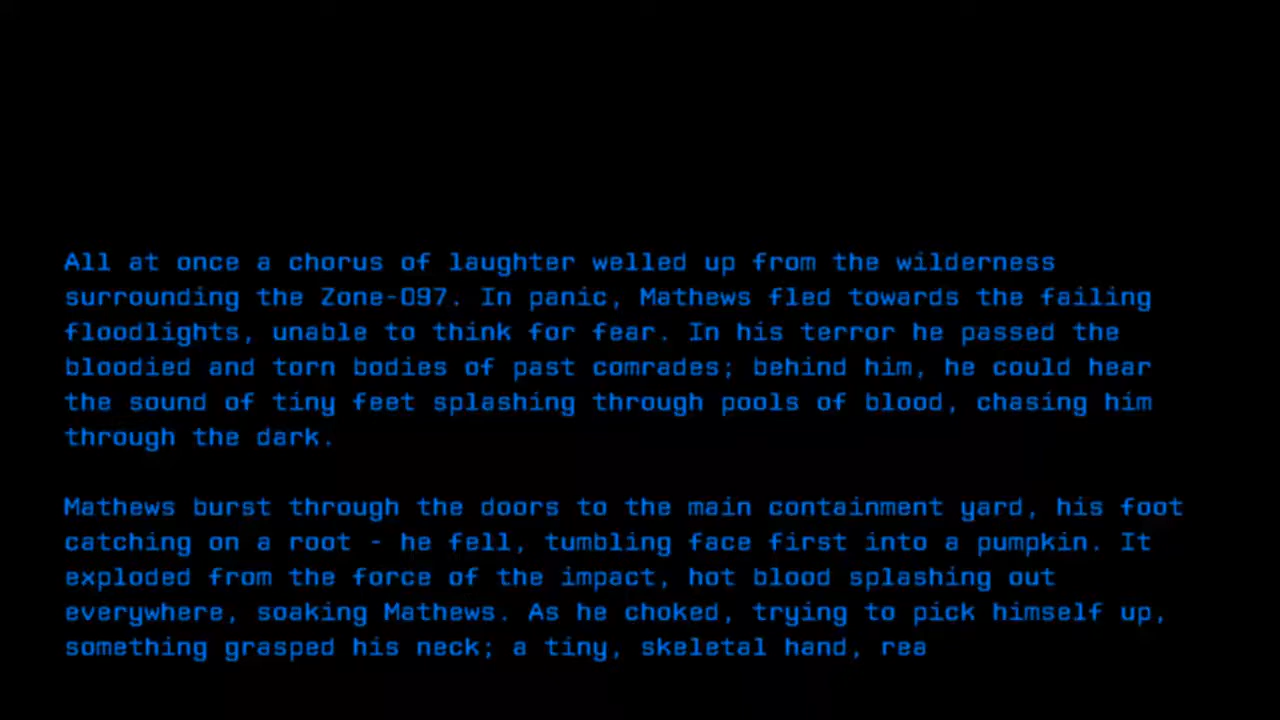 All at once a chorus of laughter welled up from the wilderness
surrounding the Zone-097. In panic, Mathews fled towards the failing
floodlights, unable to think for fear. In his terror he passed the
bloodied and torn bodies of past comrades; behind him, he could hear
the sound of tiny feet splashing through pools of blood, chasing him
through the dark.
Mathews burst through the doors to the main containment yard, his foot
catching on a root - he fell, tumbling face first into a pumpkin. It
exploded from the force of the impact, hot blood splashing out
everywhere, soaking Mathews. As he choked, trying to pick himself up,
something grasped his neck; a tiny, skeletal hand, rea